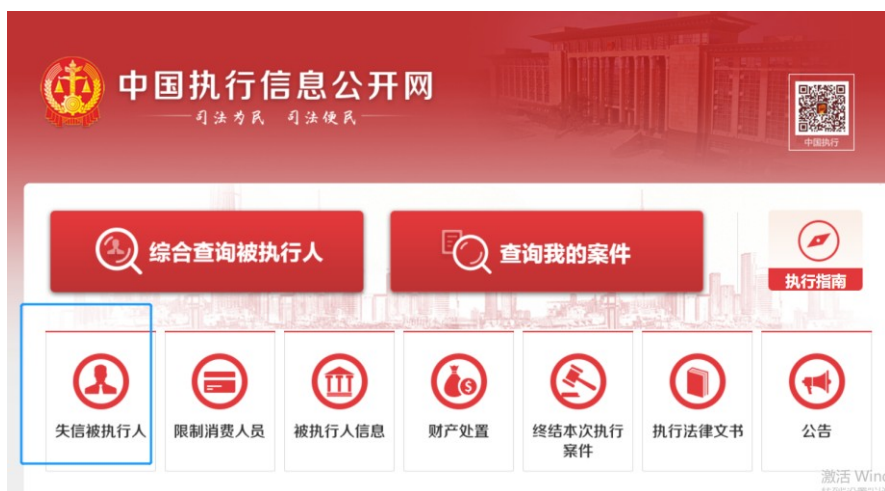 中国执行信息公开网
司法为民 司法便民
中国执行
综合查询被执行人
查询我的案件
执行指南
失信被执行人
限制消费人员
被执行人信息
财产处置
终结本次执行
案件
执行法律文书
公告
激活 Wind